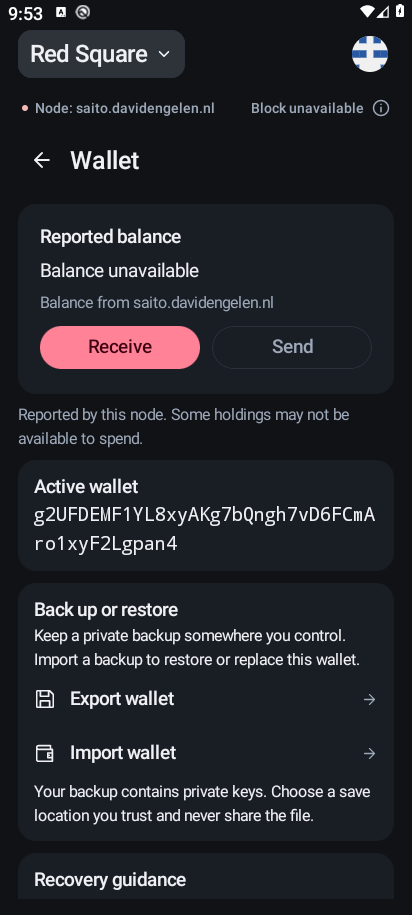 9:53
Red Square
Node: saito.davidengelen.nl
Block unavailable
Wallet
Reported balance
Balance unavailable
Balance from saito.davidengelen.nl
Receive
Send
Reported by this node. Some holdings may not be
available to spend.
Active wallet
g2UFDEMF1YL8xyAKg7bQngh7vD6FCmA
ro1xyF2Lgpan4
Back up or restore
Keep a private backup somewhere you control.
Import a backup to restore or replace this wallet.
Export wallet
Import wallet
Your backup contains private keys. Choose a save
location you trust and never share the file.
Recovery guidance